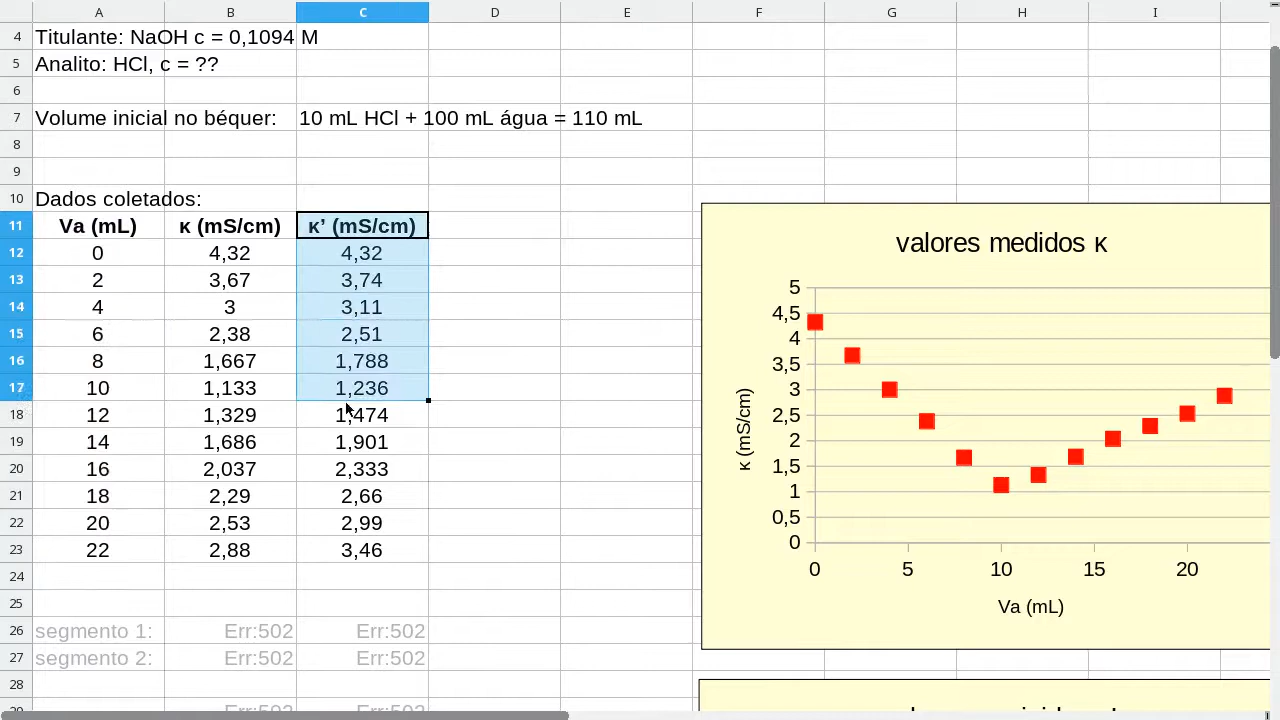 A B C D E F G H I
4 Titulante: NaOH c = 0,1094 M
5 Analito: HCl, c = ??
6
7 Volume inicial no béquer: 10 mL HCl + 100 mL água = 110 mL
8
9
10 Dados coletados:
11 Va (mL) κ (mS/cm) κ’ (mS/cm)
12 0 4,32 4,32
13 2 3,67 3,74
14 4 3 3,11
15 6 2,38 2,51
16 8 1,667 1,788
17 10 1,133 1,236
18 12 1,329 1,474
19 14 1,686 1,901
20 16 2,037 2,333
21 18 2,29 2,66
22 20 2,53 2,99
23 22 2,88 3,46
24
25
26 segmento 1: Err:502 Err:502
27 segmento 2: Err:502 Err:502
28
valores medidos κ
5
4,5
4
3,5
3
2,5
2
1,5
1
0,5
0
κ (mS/cm)
0 5 10 15 20
Va (mL)